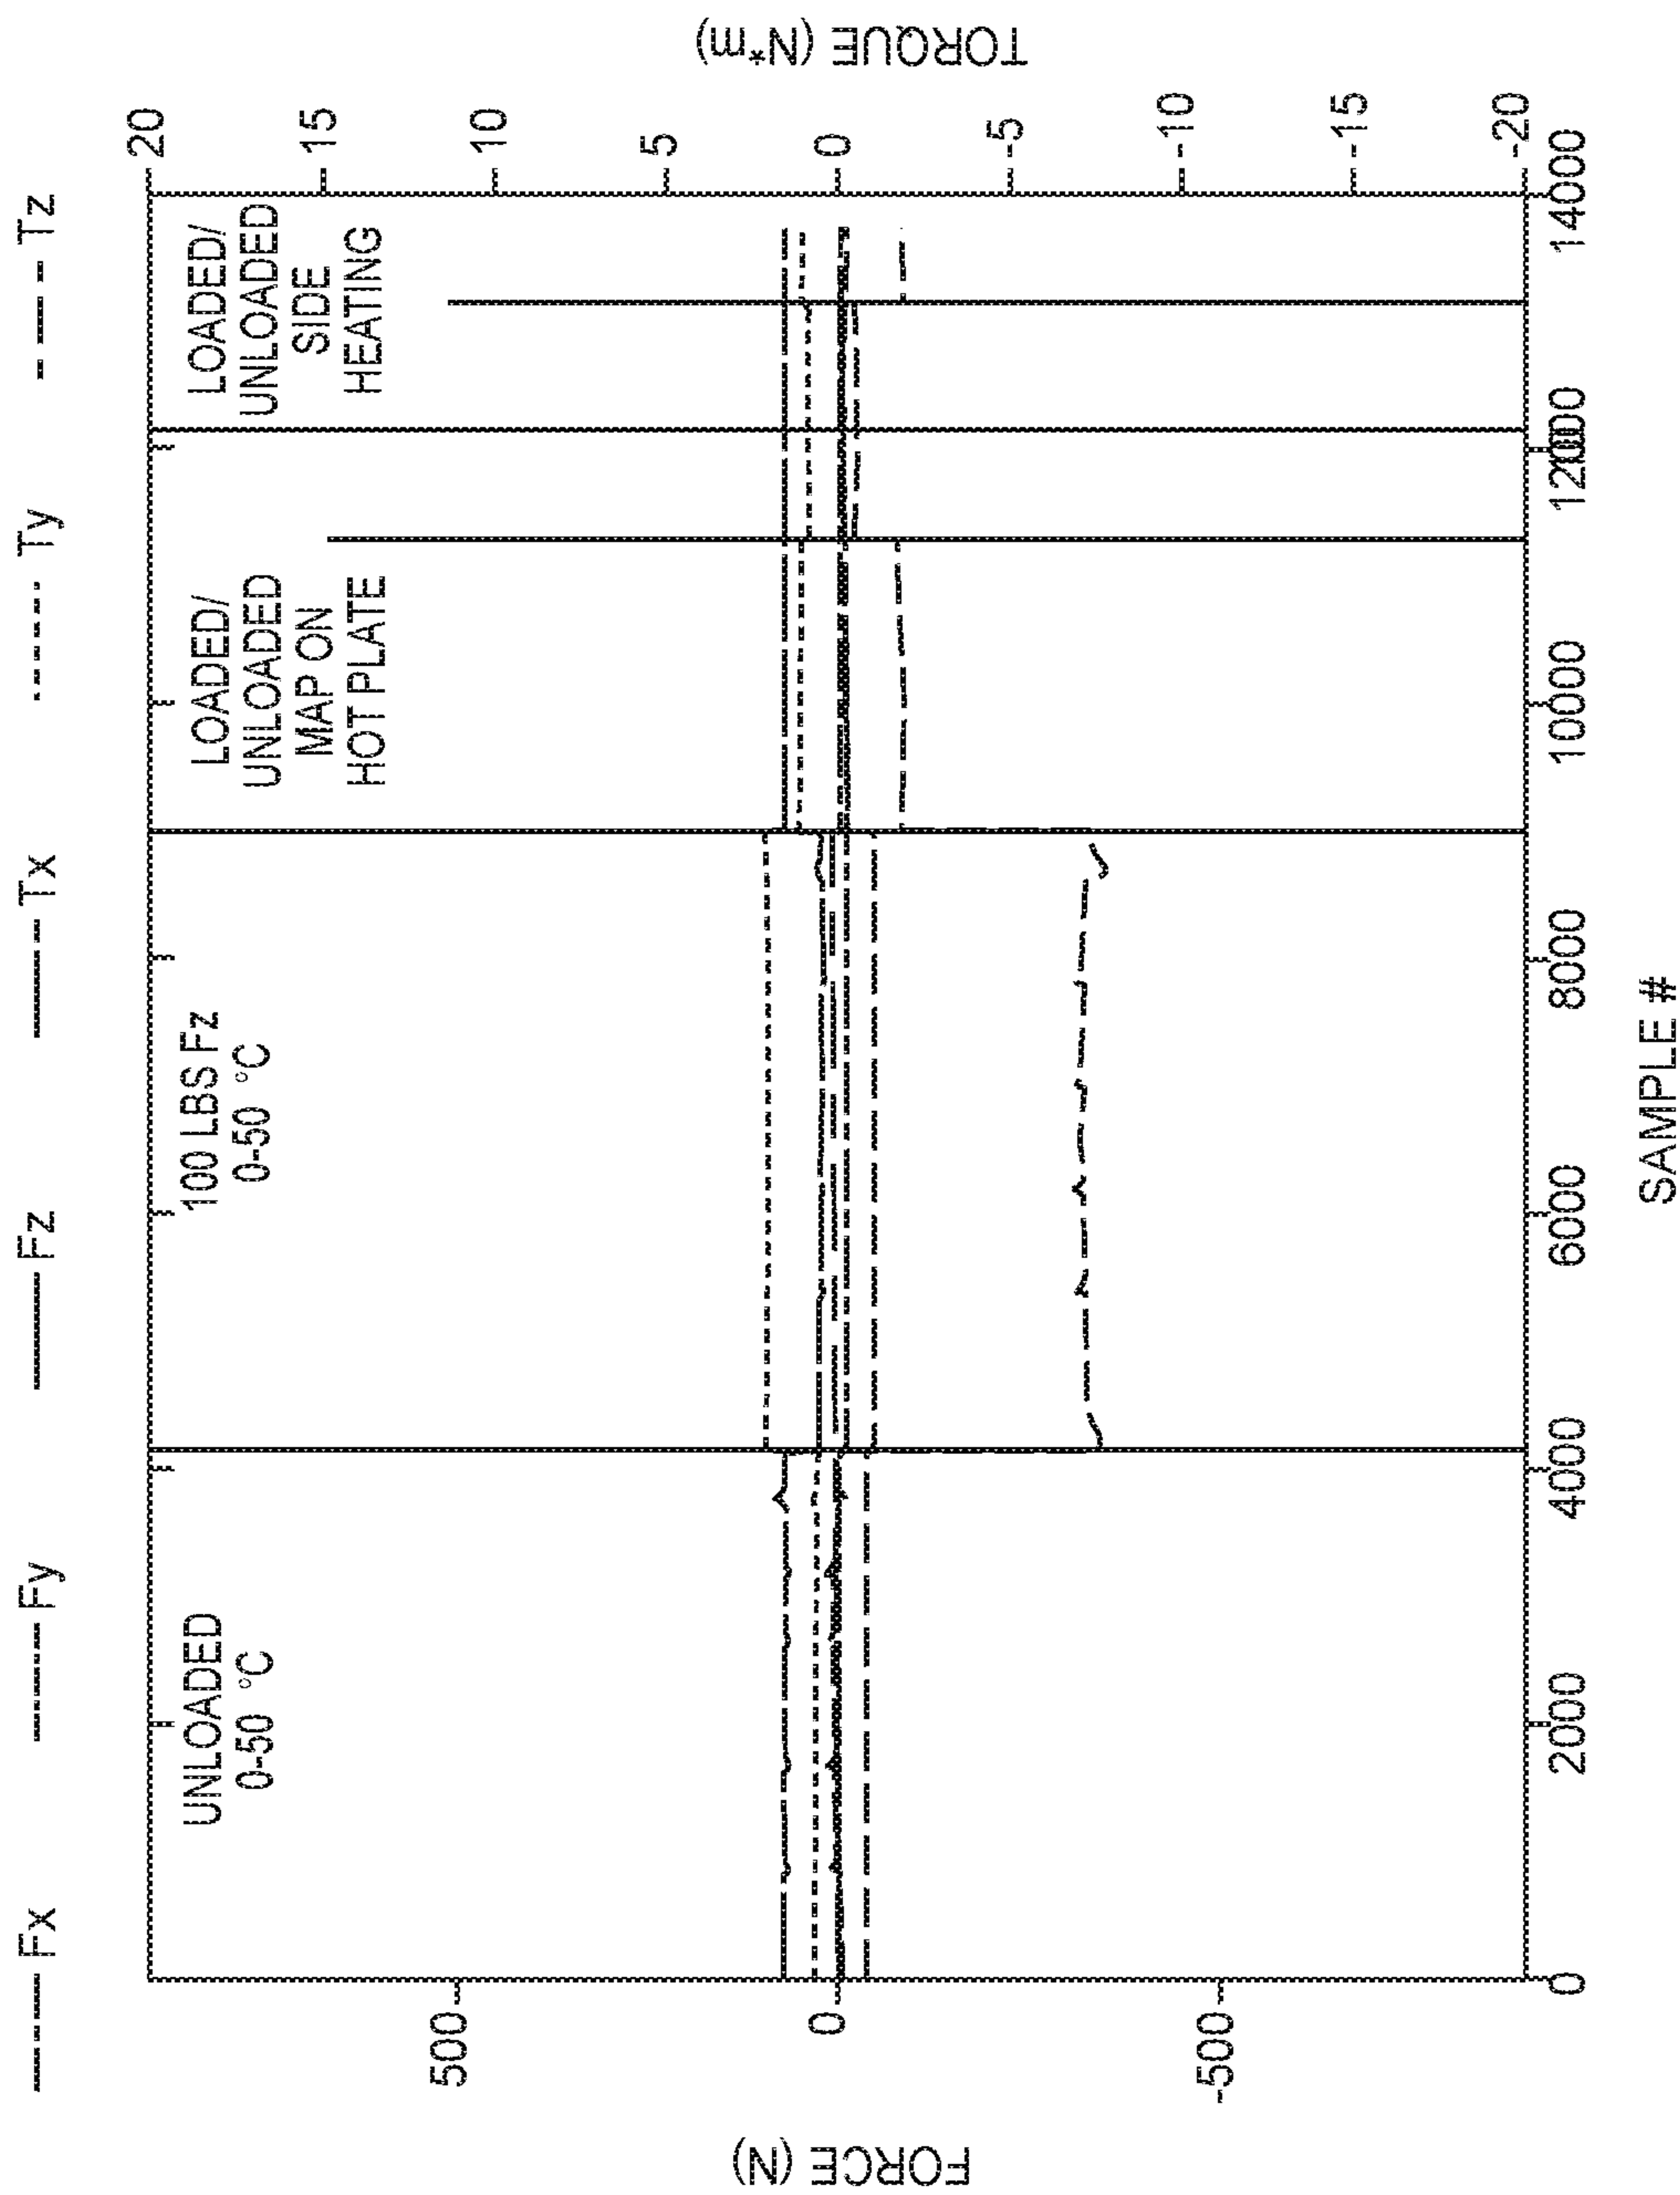 Fx Fy Fz Tx Ty Tz
UNLOADED
0-50 °C
100 LBS Fz
0-50 °C
LOADED/
UNLOADED
MAP ON
HOT PLATE
LOADED/
UNLOADED
SIDE
HEATING
FORCE (N)
500
0
-500
TORQUE (N*m)
20
15
10
5
0
-5
-10
-15
-20
0 2000 4000 6000 8000 10000 14000
SAMPLE #